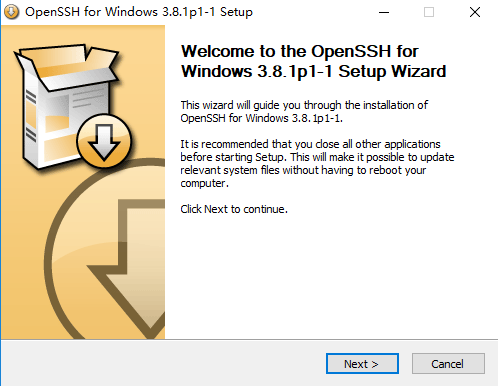 OpenSSH for Windows 3.8.1p1-1 Setup
Welcome to the OpenSSH for
Windows 3.8.1p1-1 Setup Wizard
This wizard will guide you through the installation of
OpenSSH for Windows 3.8.1p1-1.
It is recommended that you close all other applications
before starting Setup. This will make it possible to update
relevant system files without having to reboot your
computer.
Click Next to continue.
Next >
Cancel